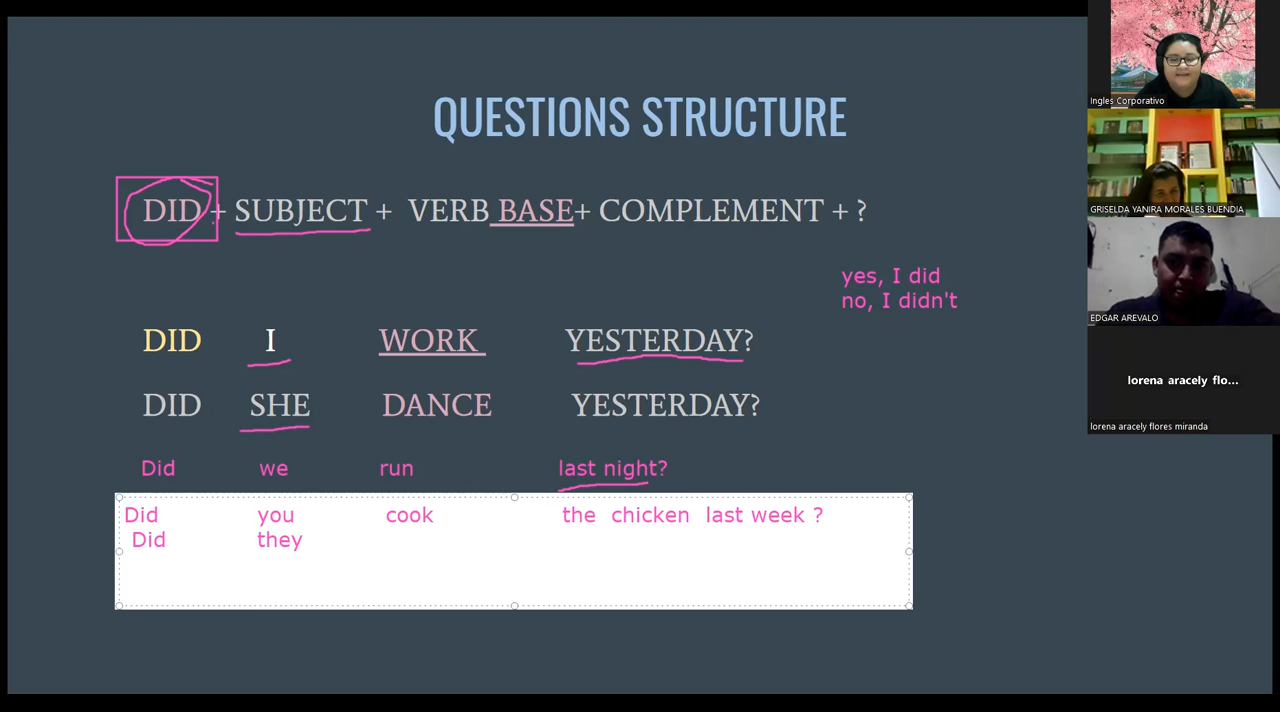 QUESTIONS STRUCTURE
DID + SUBJECT + VERB BASE+ COMPLEMENT + ?
yes, I did
no, I didn't
DID I WORK YESTERDAY?
DID SHE DANCE YESTERDAY?
Did we run last night?
Did you cook the chicken last week ?
Did they
Ingles Corporativo
GRISELDA YANIRA MORALES BUENDIA
EDGAR AREVALO
lorena aracely flo...
lorena aracely flores miranda